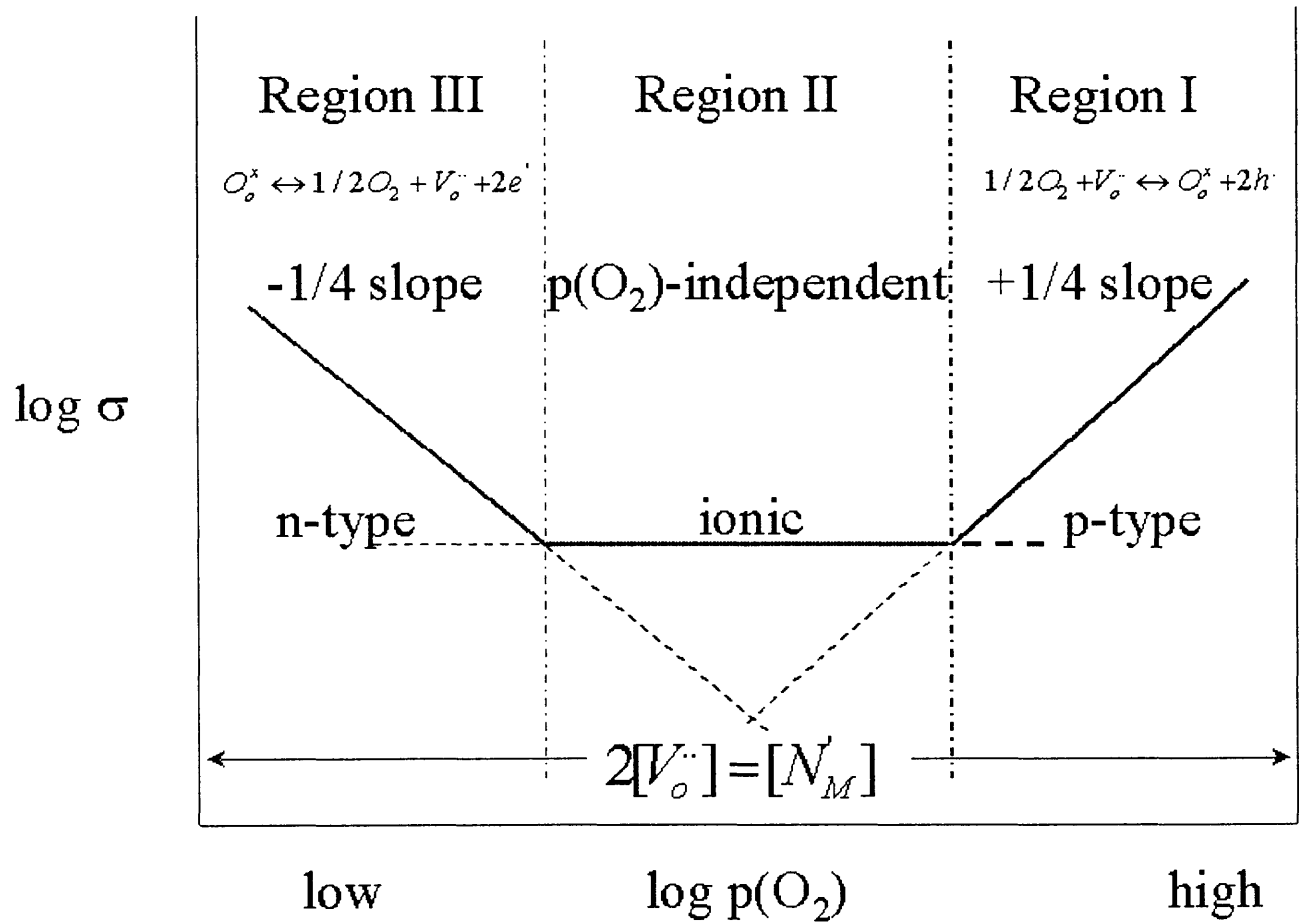 Region III Region II Region I
O_o^x ↔ 1/2O_2 + V_o^{··} + 2e^' 1/2O_2 + V_o^{··} ↔ O_o^x + 2h^·
-1/4 slope p(O_2)-independent +1/4 slope
log σ
n-type ionic p-type
2[V_o^{··}] = [N_M^']
low log p(O_2) high